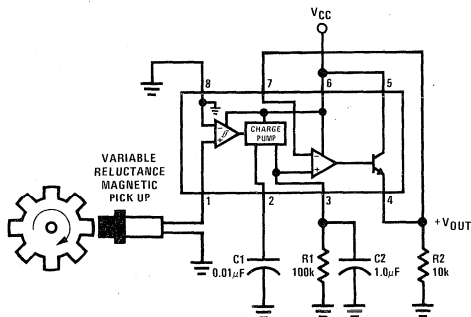 VCC
8 7 6 5
CHARGE
PUMP
− +
− +
VARIABLE
RELUCTANCE
MAGNETIC
PICK UP
1 2 3 4
+VOUT
C1
0.01μF
R1
100k
C2
1.0μF
R2
10k